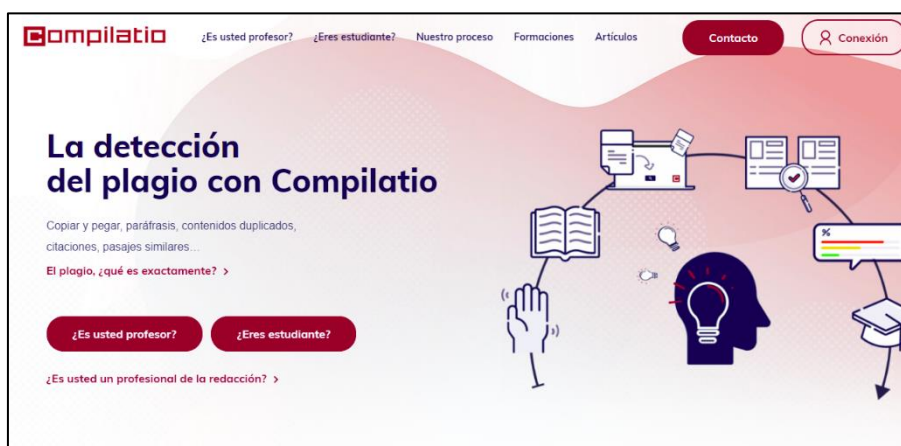 Compilatio
¿Es usted profesor? ¿Eres estudiante? Nuestro proceso Formaciones Artículos Contacto Conexión
La detección
del plagio con Compilatio
Copiar y pegar, paráfrasis, contenidos duplicados,
citaciones, pasajes similares...
El plagio, ¿qué es exactamente? >
¿Es usted profesor? ¿Eres estudiante?
¿Es usted un profesional de la redacción? >
%